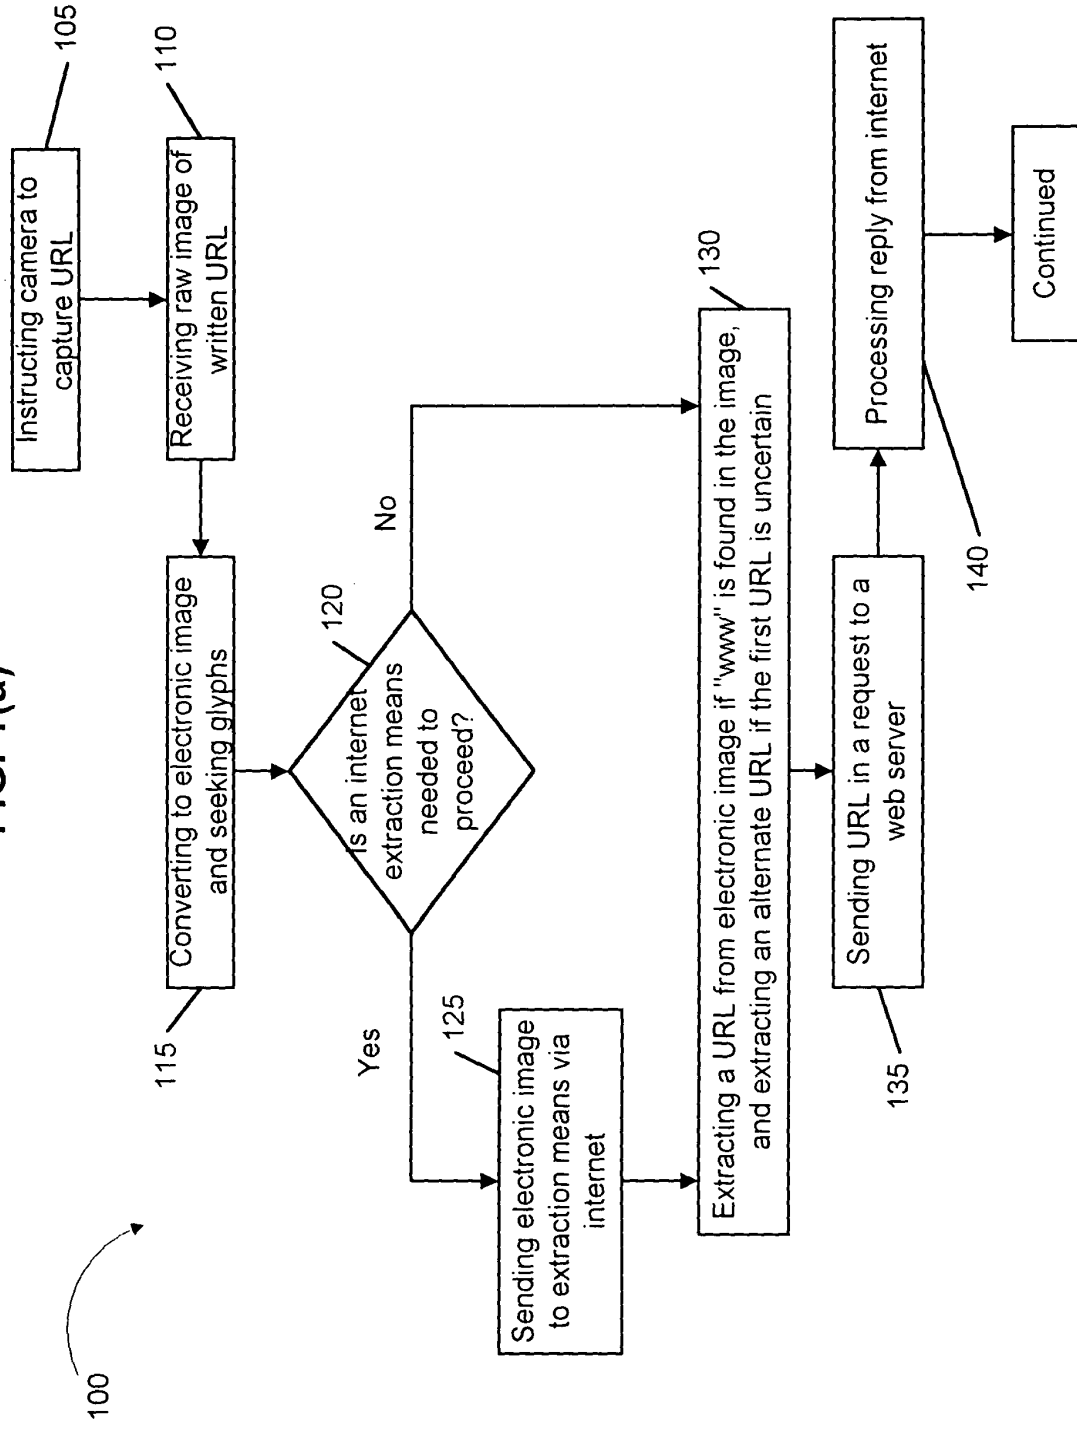 100
105
Instructing camera to
capture URL
110
Receiving raw image of
written URL
115
Converting to electronic image
and seeking glyphs
120
Is an internet
extraction means
needed to
proceed?
Yes
No
125
Sending electronic image
to extraction means via
internet
130
Extracting a URL from electronic image if "www" is found in the image,
and extracting an alternate URL if the first URL is uncertain
135
Sending URL in a request to a
web server
140
Processing reply from internet
Continued